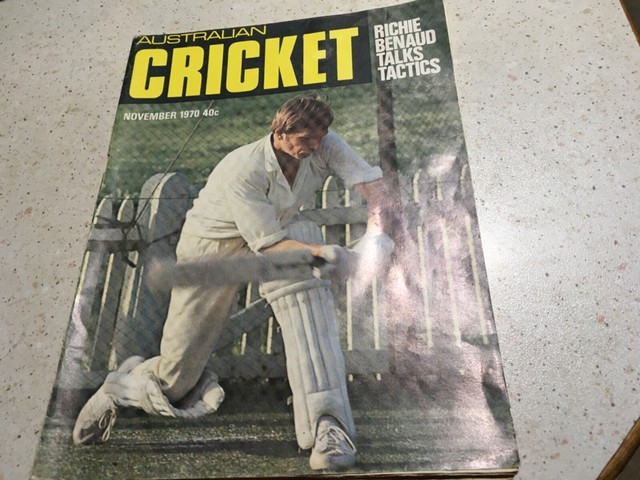 AUSTRALIAN
CRICKET
NOVEMBER 1970 40c
RICHIE
BENAUD
TALKS
TACTICS